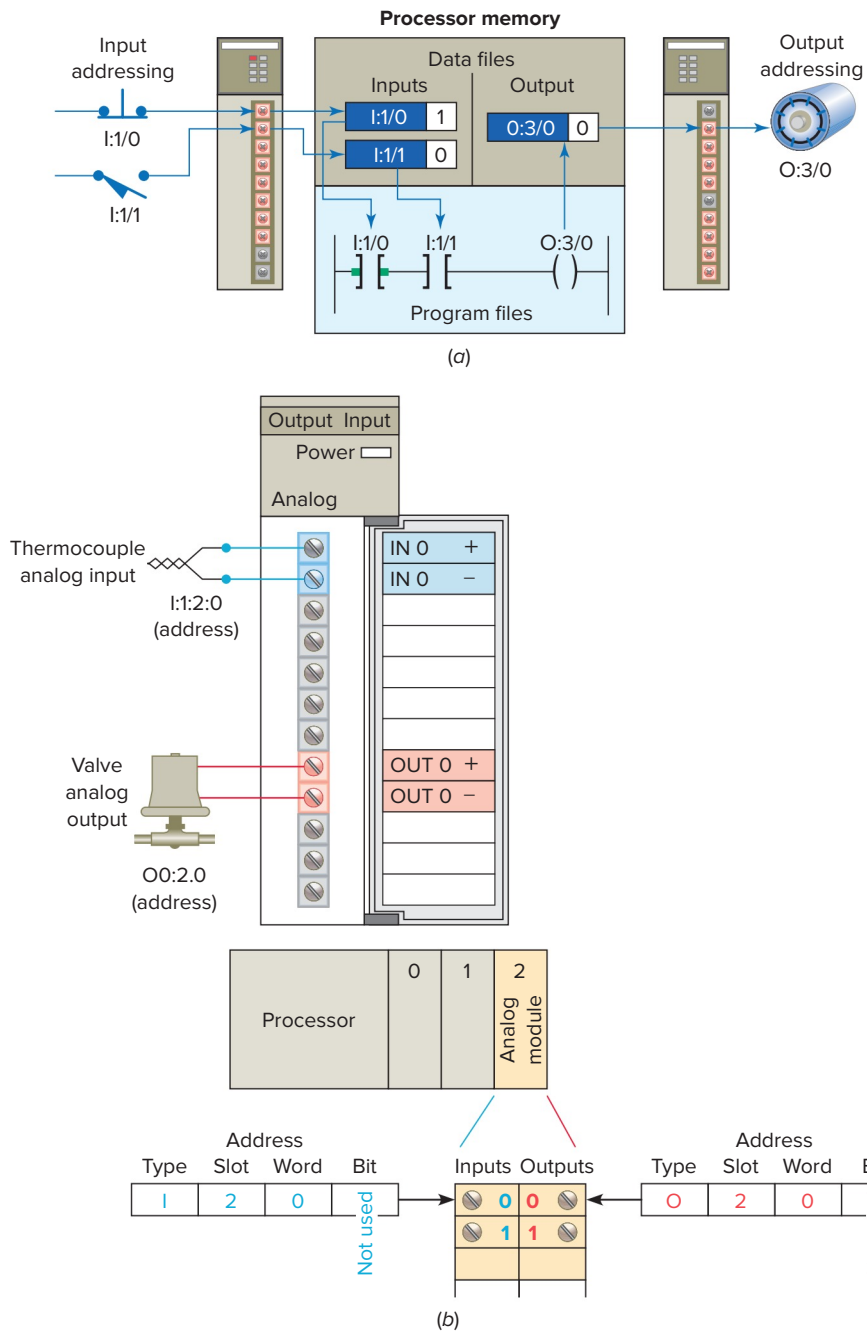 Processor memory
Input
addressing
Data files
Output
addressing
Inputs
Output
I:1/0
I:1/0
1
0:3/0
0
I:1/1
0
O:3/0
I:1/1
I:1/0
I:1/1
O:3/0
Program files
(a)
Output Input
Power
Analog
Thermocouple
analog input
IN 0 +
IN 0 −
I:1:2:0
(address)
Valve
analog
output
OUT 0 +
OUT 0 −
O0:2.0
(address)
0
1
2
Processor
Analog
module
Address
Type Slot Word Bit
I 2 0 Not used
Inputs Outputs
0 0
1 1
Address
Type Slot Word
O 2 0
(b)